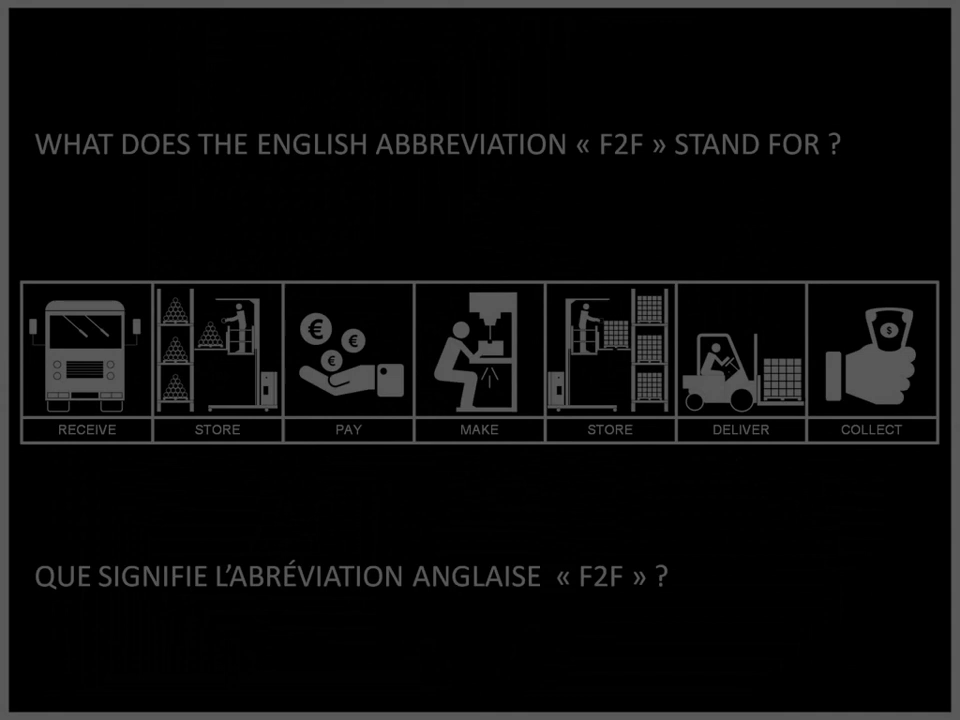 WHAT DOES THE ENGLISH ABBREVIATION « F2F » STAND FOR ?
€
€
€
$
RECEIVE STORE PAY MAKE STORE DELIVER COLLECT
QUE SIGNIFIE L’ABRÉVIATION ANGLAISE « F2F » ?